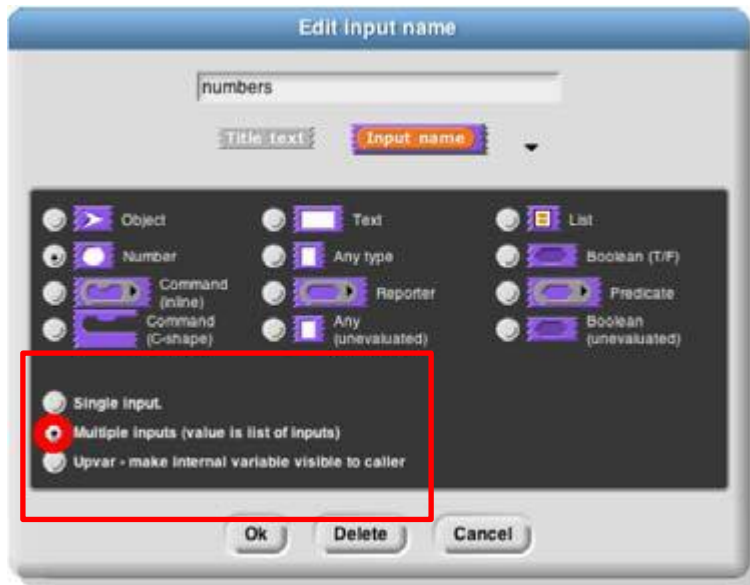 Edit input name
numbers
Title text Input name
Object Text List
Number Any type Boolean (T/F)
Command (inline) Reporter Predicate
Command (C-shape) Any (unevaluated) Boolean (unevaluated)
Single input.
Multiple inputs (value is list of inputs)
Upvar - make internal variable visible to caller
Ok Delete Cancel